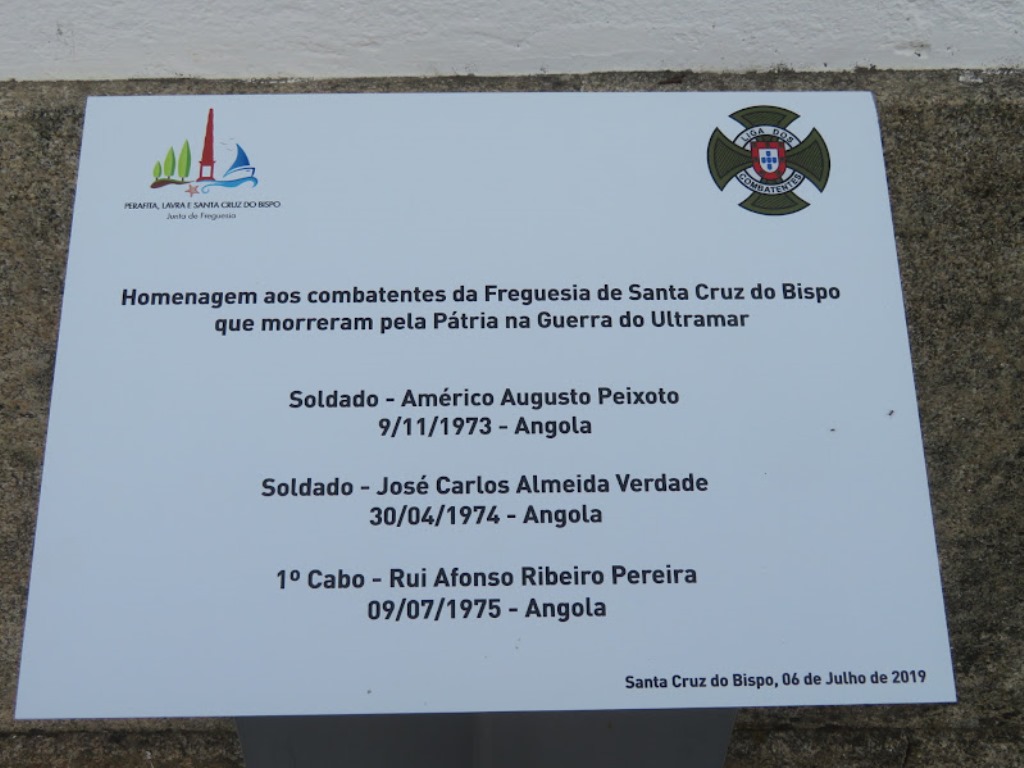 PERAFITA, LAVRA E SANTA CRUZ DO BISPO
Junta de Freguesia
LIGA DOS
COMBATENTES
Homenagem aos combatentes da Freguesia de Santa Cruz do Bispo
que morreram pela Pátria na Guerra do Ultramar
Soldado - Américo Augusto Peixoto
9/11/1973 - Angola
Soldado - José Carlos Almeida Verdade
30/04/1974 - Angola
1º Cabo - Rui Afonso Ribeiro Pereira
09/07/1975 - Angola
Santa Cruz do Bispo, 06 de Julho de 2019